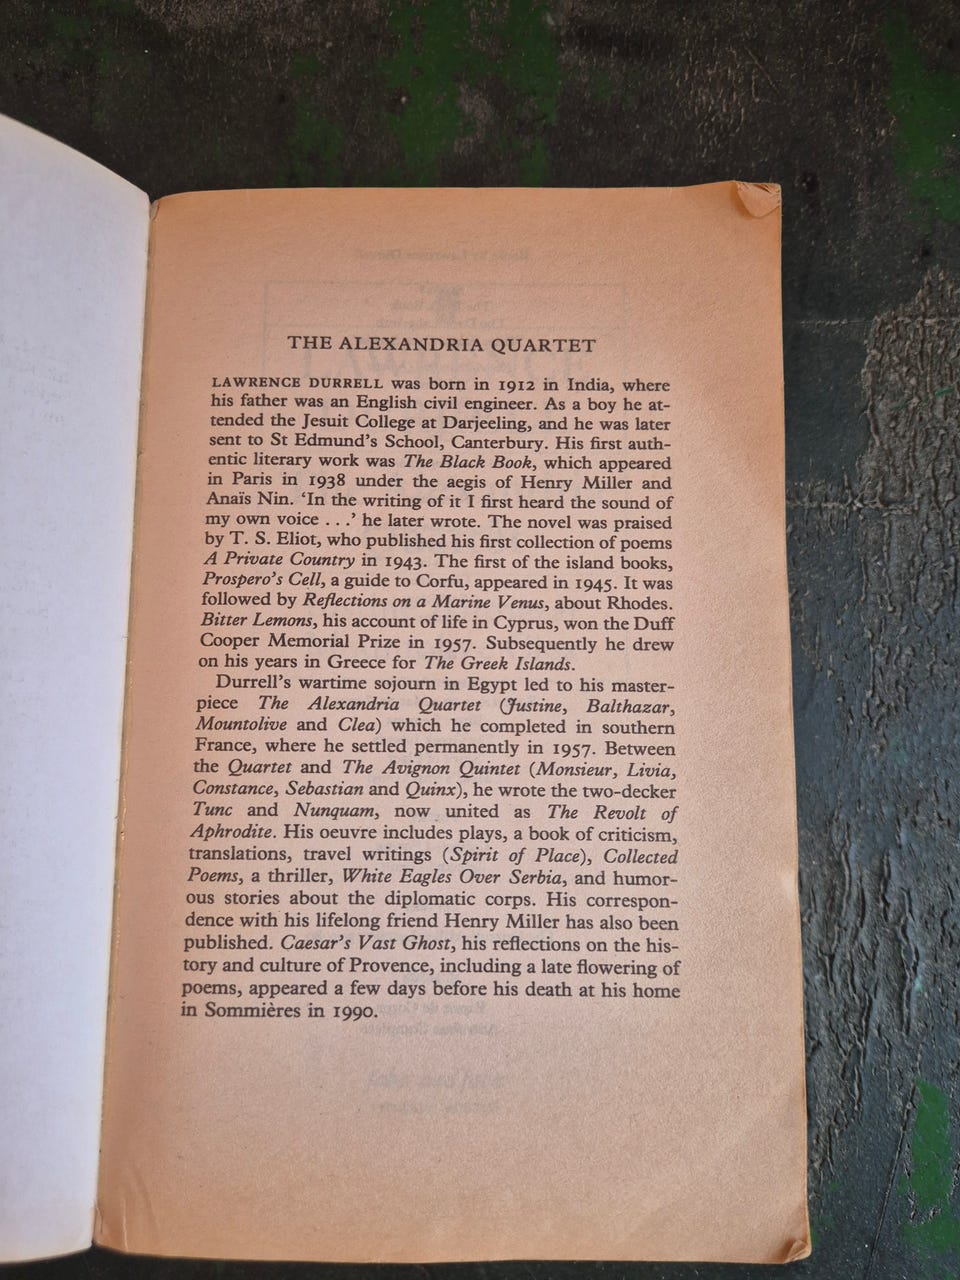 THE ALEXANDRIA QUARTET
LAWRENCE DURRELL was born in 1912 in India, where
his father was an English civil engineer. As a boy he at-
tended the Jesuit College at Darjeeling, and he was later
sent to St Edmund's School, Canterbury. His first auth-
entic literary work was The Black Book, which appeared
in Paris in 1938 under the aegis of Henry Miller and
Anaïs Nin. 'In the writing of it I first heard the sound of
my own voice . . .' he later wrote. The novel was praised
by T. S. Eliot, who published his first collection of poems
A Private Country in 1943. The first of the island books,
Prospero's Cell, a guide to Corfu, appeared in 1945. It was
followed by Reflections on a Marine Venus, about Rhodes.
Bitter Lemons, his account of life in Cyprus, won the Duff
Cooper Memorial Prize in 1957. Subsequently he drew
on his years in Greece for The Greek Islands.
Durrell's wartime sojourn in Egypt led to his master-
piece The Alexandria Quartet (Justine, Balthazar,
Mountolive and Clea) which he completed in southern
France, where he settled permanently in 1957. Between
the Quartet and The Avignon Quintet (Monsieur, Livia,
Constance, Sebastian and Quinx), he wrote the two-decker
Tunc and Nunquam, now united as The Revolt of
Aphrodite. His oeuvre includes plays, a book of criticism,
translations, travel writings (Spirit of Place), Collected
Poems, a thriller, White Eagles Over Serbia, and humor-
ous stories about the diplomatic corps. His correspon-
dence with his lifelong friend Henry Miller has also been
published. Caesar's Vast Ghost, his reflections on the his-
tory and culture of Provence, including a late flowering of
poems, appeared a few days before his death at his home
in Sommières in 1990.